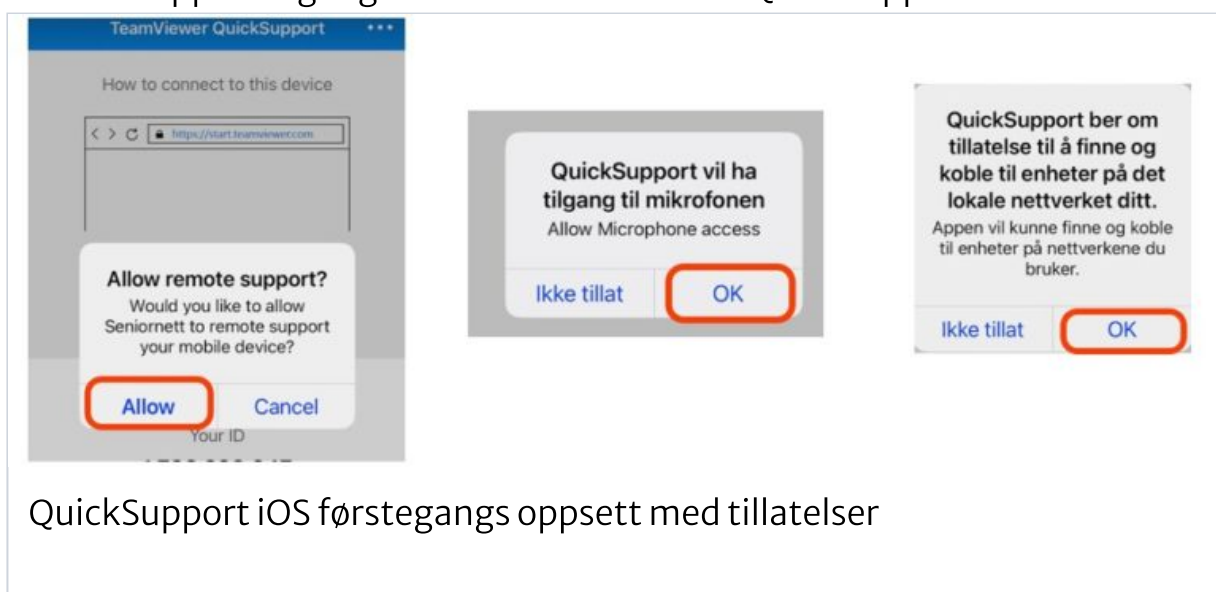 TeamViewer QuickSupport ...
How to connect to this device
https://start.teamviewer.com
Allow remote support?
Would you like to allow
Seniornett to remote support
your mobile device?
Allow Cancel
Your ID
QuickSupport vil ha
tilgang til mikrofonen
Allow Microphone access
Ikke tillat OK
QuickSupport ber om
tillatelse til å finne og
koble til enheter på det
lokale nettverket ditt.
Appen vil kunne finne og koble
til enheter på nettverkene du
bruker.
Ikke tillat OK
QuickSupport iOS førstegangs oppsett med tillatelser